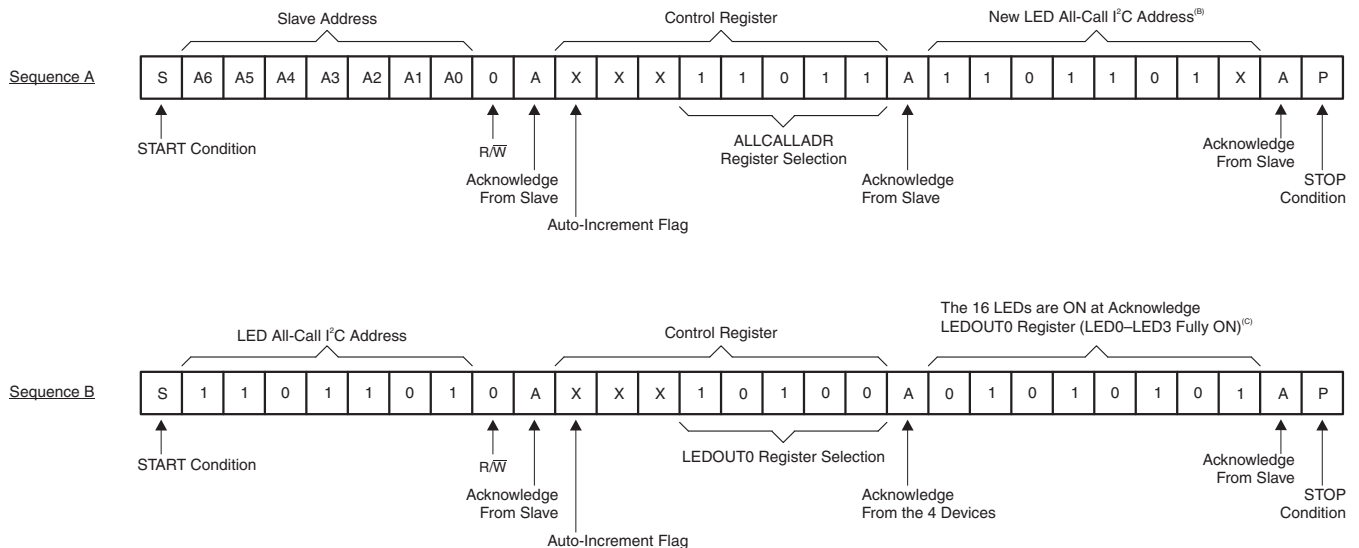 Slave Address
Control Register
New LED All-Call I²C Address⁽ᴮ⁾
Sequence A
S A6 A5 A4 A3 A2 A1 A0 0 A X X X 1 1 0 1 1 A 1 1 0 1 1 0 1 X A P
START Condition
R/W̅
Acknowledge
From Slave
Auto-Increment Flag
ALLCALLADR
Register Selection
Acknowledge
From Slave
Acknowledge
From Slave
STOP
Condition
LED All-Call I²C Address
Control Register
The 16 LEDs are ON at Acknowledge
LEDOUT0 Register (LED0–LED3 Fully ON)⁽ᶜ⁾
Sequence B
S 1 1 0 1 1 0 1 0 A X X X 1 0 1 0 0 A 0 1 0 1 0 1 0 1 A P
START Condition
R/W̅
Acknowledge
From Slave
Auto-Increment Flag
LEDOUT0 Register Selection
Acknowledge
From the 4 Devices
Acknowledge
From Slave
STOP
Condition